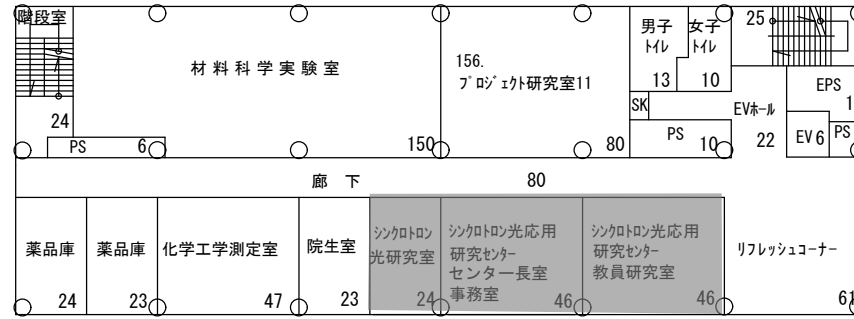 階段室
24
PS
6
材料科学実験室
150
156.
プロジェクト研究室11
80
男子
トイレ
13
女子
トイレ
10
SK
PS
10
25
EVホール
22
EPS
1
EV 6
PS
廊下
80
薬品庫
24
薬品庫
23
化学工学測定室
47
院生室
23
シンクロトロン
光研究室
24
シンクロトロン光応用
研究センター
センター長室
事務室
46
シンクロトロン光応用
研究センター
教員研究室
46
リフレッシュコーナー
61